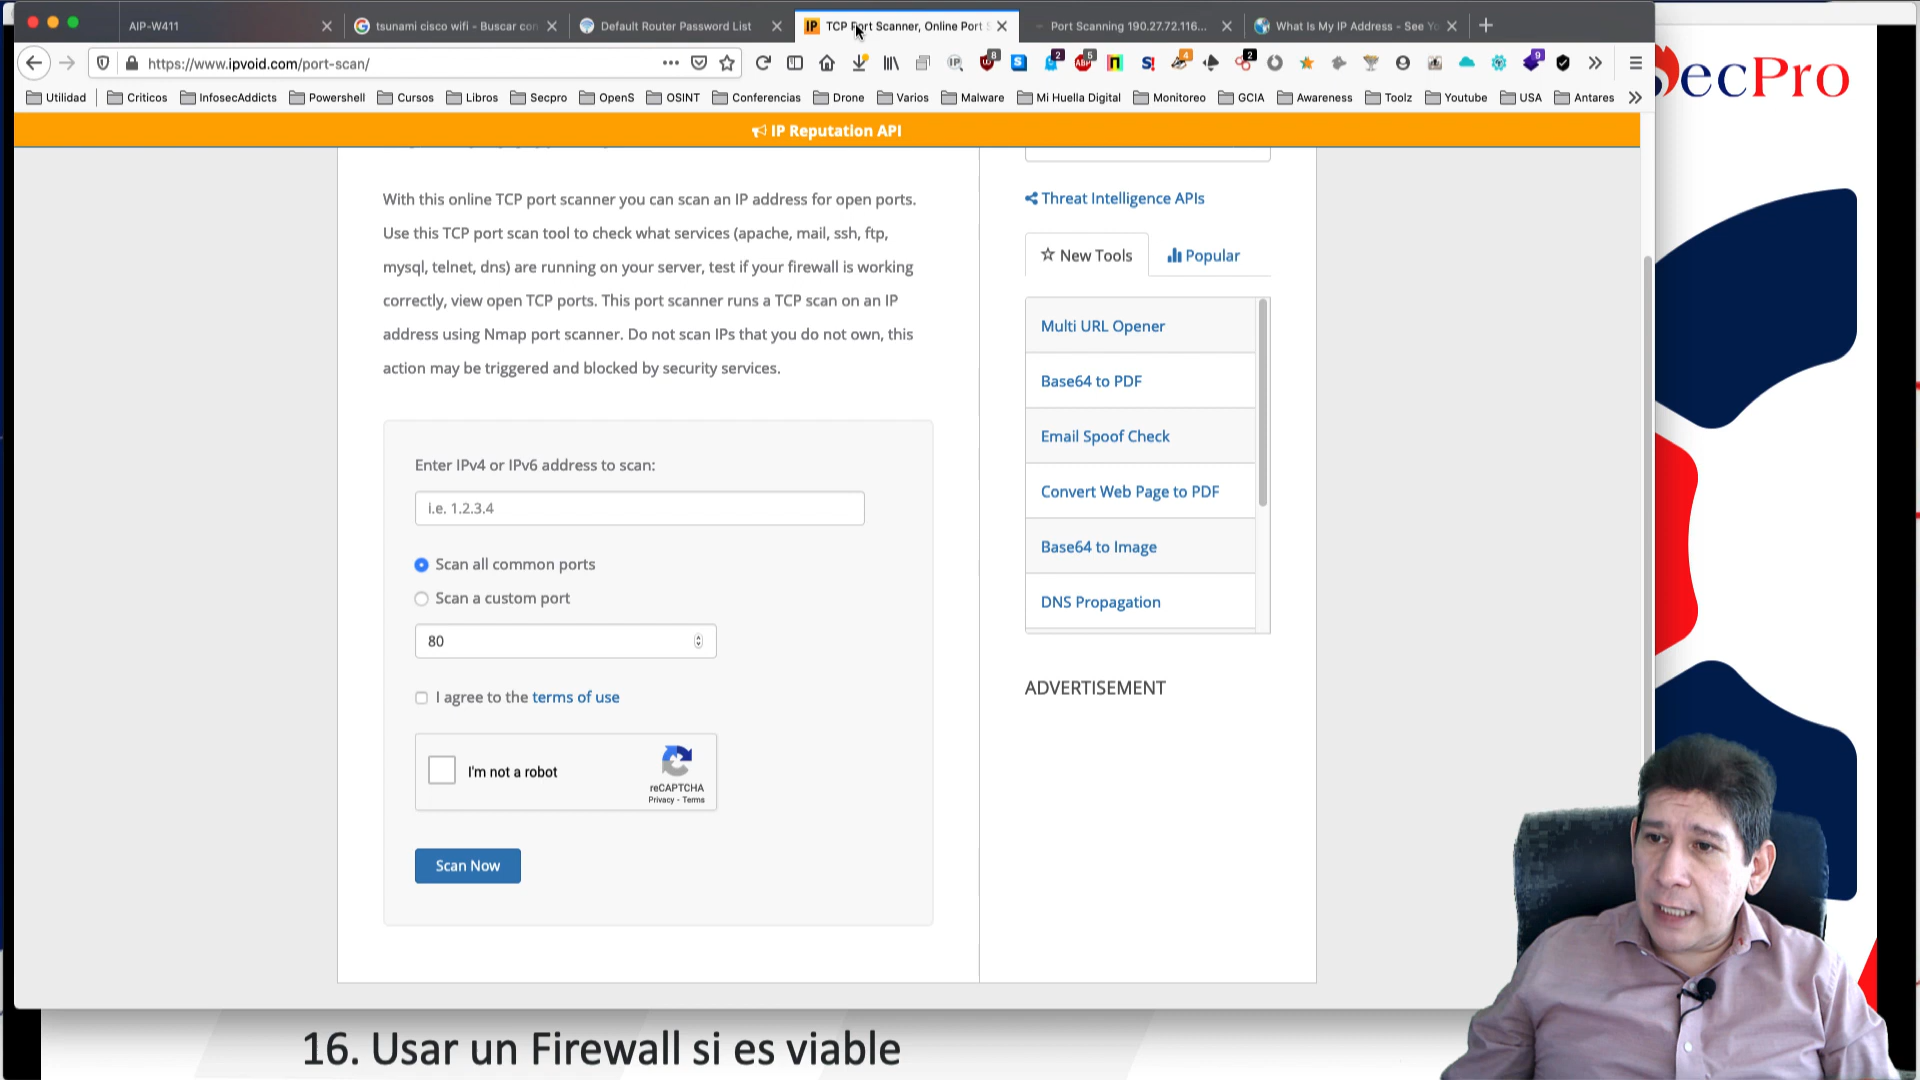 AIP-W411
tsunami cisco wifi - Buscar con
Default Router Password List
IP TCP Port Scanner, Online Port S
Port Scanning 190.27.72.116...
What Is My IP Address - See Yo
https://www.ipvoid.com/port-scan/
Utilidad
Criticos
InfosecAddicts
Powershell
Cursos
Libros
Secpro
OpenS
OSINT
Conferencias
Drone
Varios
Malware
Mi Huella Digital
Monitoreo
GCIA
Awareness
Toolz
Youtube
USA
Antares
SecPro
IP Reputation API
With this online TCP port scanner you can scan an IP address for open ports.
Use this TCP port scan tool to check what services (apache, mail, ssh, ftp,
mysql, telnet, dns) are running on your server, test if your firewall is working
correctly, view open TCP ports. This port scanner runs a TCP scan on an IP
address using Nmap port scanner. Do not scan IPs that you do not own, this
action may be triggered and blocked by security services.
Enter IPv4 or IPv6 address to scan:
i.e. 1.2.3.4
Scan all common ports
Scan a custom port
80
I agree to the terms of use
I'm not a robot
reCAPTCHA
Privacy - Terms
Scan Now
Threat Intelligence APIs
New Tools
Popular
Multi URL Opener
Base64 to PDF
Email Spoof Check
Convert Web Page to PDF
Base64 to Image
DNS Propagation
ADVERTISEMENT
16. Usar un Firewall si es viable